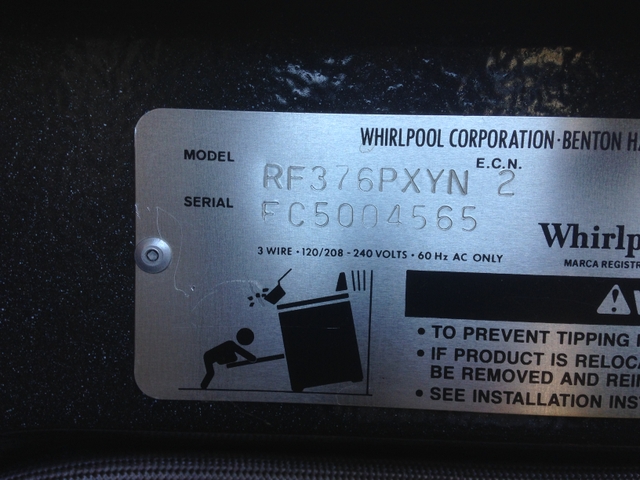 WHIRLPOOL CORPORATION·BENTON HA
MODEL RF376PXYN 2
E.C.N.
SERIAL FC5004565
3 WIRE · 120/208 - 240 VOLTS · 60 Hz AC ONLY
Whirlp
MARCA REGISTR
• TO PREVENT TIPPING
• IF PRODUCT IS RELOCA
BE REMOVED AND REI
• SEE INSTALLATION INS